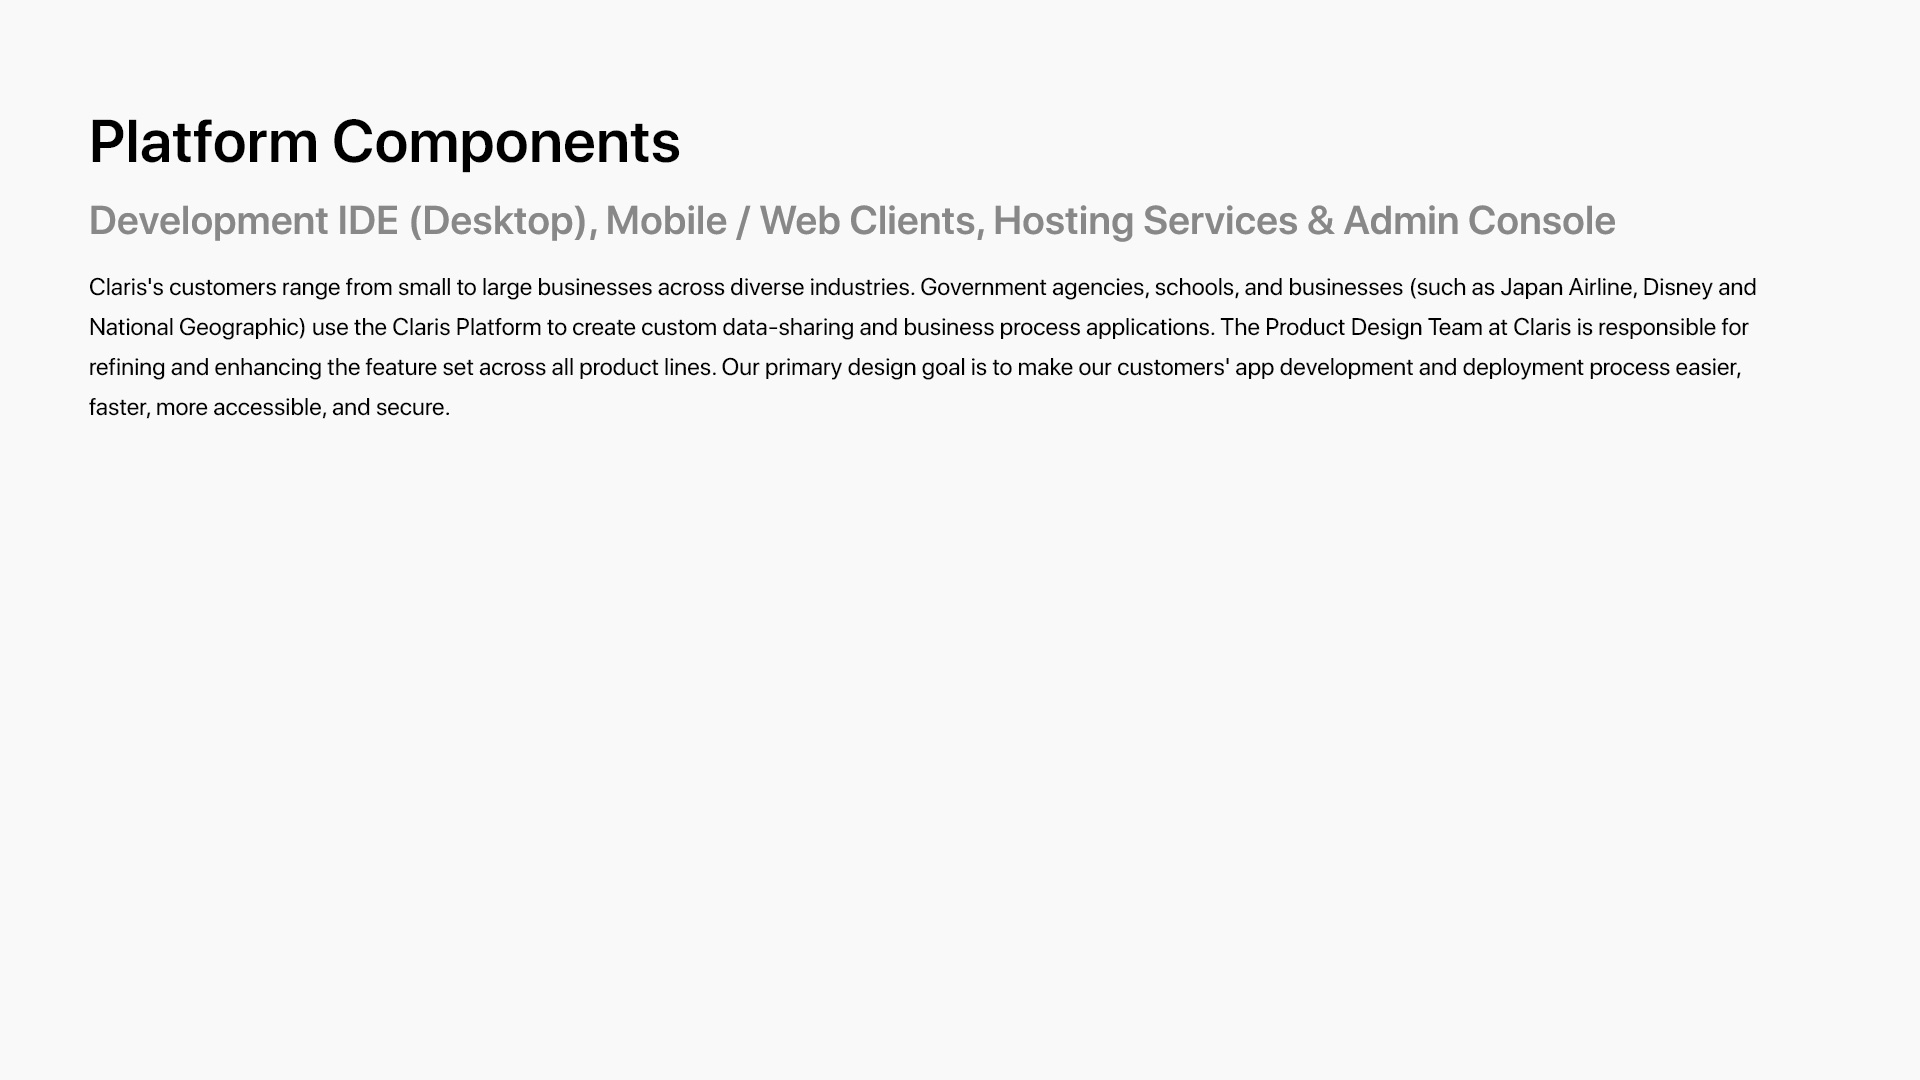 Platform Components
Development IDE (Desktop), Mobile / Web Clients, Hosting Services & Admin Console
Claris's customers range from small to large businesses across diverse industries. Government agencies, schools, and businesses (such as Japan Airline, Disney and
National Geographic) use the Claris Platform to create custom data-sharing and business process applications. The Product Design Team at Claris is responsible for
refining and enhancing the feature set across all product lines. Our primary design goal is to make our customers' app development and deployment process easier,
faster, more accessible, and secure.